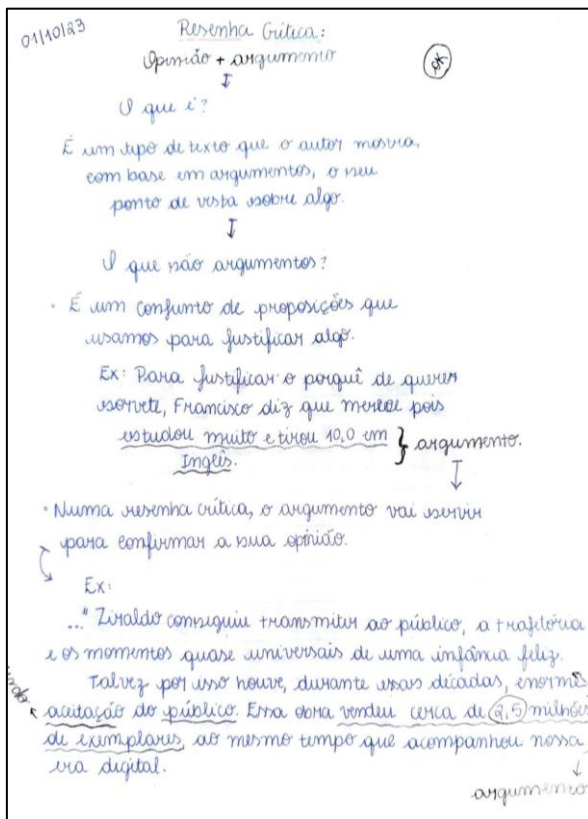 01/10/23
Resenha Crítica:
Opinião + argumento
OK
O que é?
É um tipo de texto que o autor mostra,
com base em argumentos, o seu
ponto de vista sobre algo.
O que são argumentos?
· É um conjunto de proposições que
usamos para justificar algo.
Ex: Para justificar o porquê de querer
sorvete, Francisco diz que merece pois
estudou muito e tirou 10,0 em } argumento.
Inglês.
· Numa resenha crítica, o argumento vai servir
para confirmar a sua opinião.
Ex:
..." Ziraldo conseguiu transmitir ao público, a trajetória
e os momentos quase universais de uma infância feliz.
Talvez por isso houve, durante essas décadas, enorme
aceitação do público. Essa obra vendeu cerca de 2,5 milhões
de exemplares, ao mesmo tempo que acompanhou nossa
era digital.
argumento